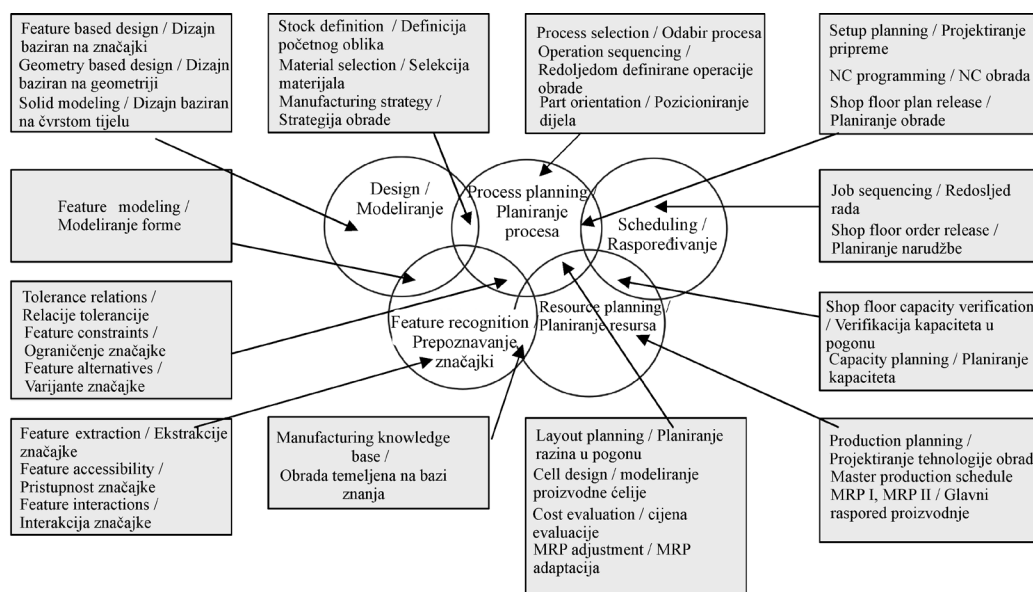 Feature based design / Dizajn
baziran na značajki
Geometry based design / Dizajn
baziran na geometriji
Solid modeling / Dizajn baziran
na čvrstom tijelu
Stock definition / Definicija
početnog oblika
Material selection / Selekcija
materijala
Manufacturing strategy /
Strategija obrade
Process selection / Odabir procesa
Operation sequencing /
Redoljedom definirane operacije
obrade
Part orientation / Pozicioniranje
dijela
Setup planning / Projektiranje
pripreme
NC programming / NC obrada
Shop floor plan release /
Planiranje obrade
Feature modeling /
Modeliranje forme
Design /
Modeliranje
Process planning/
Planiranje
procesa
Scheduling /
Raspoređivanje
Job sequencing / Redosljed
rada
Shop floor order release /
Planiranje narudžbe
Tolerance relations /
Relacije tolerancije
Feature constraints /
Ograničenje značajke
Feature alternatives /
Varijante značajke
Feature recognition /
Prepoznavanje
značajki
Resource planning /
Planiranje resursa
Shop floor capacity verification
/ Verifikacija kapaciteta u
pogonu
Capacity planning / Planiranje
kapaciteta
Feature extraction / Ekstrakcije
značajke
Feature accessibility /
Pristupnost značajke
Feature interactions /
Interakcija značajke
Manufacturing knowledge
base /
Obrada temeljena na bazi
znanja
Layout planning / Planiranje
razina u pogonu
Cell design / modeliranje
proizvodne ćelije
Cost evaluation / cijena
evaluacije
MRP adjustment / MRP
adaptacija
Production planning /
Projektiranje tehnologije obrad
Master production schedule
MRP I, MRP II / Glavni
raspored proizvodnje